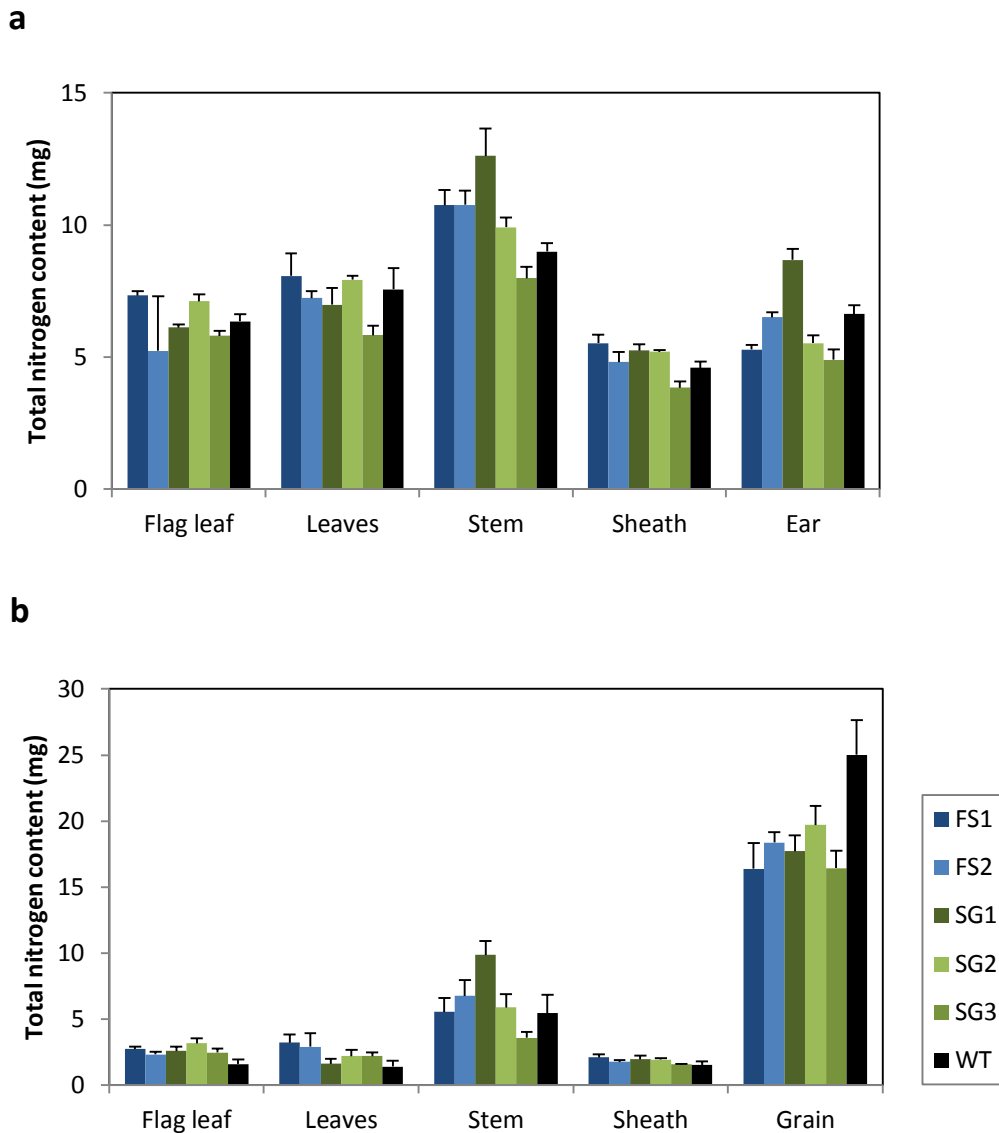 a
Total nitrogen content (mg)
15
10
5
0
Flag leaf Leaves Stem Sheath Ear
b
Total nitrogen content (mg)
30
25
20
15
10
5
0
Flag leaf Leaves Stem Sheath Grain
FS1
FS2
SG1
SG2
SG3
WT